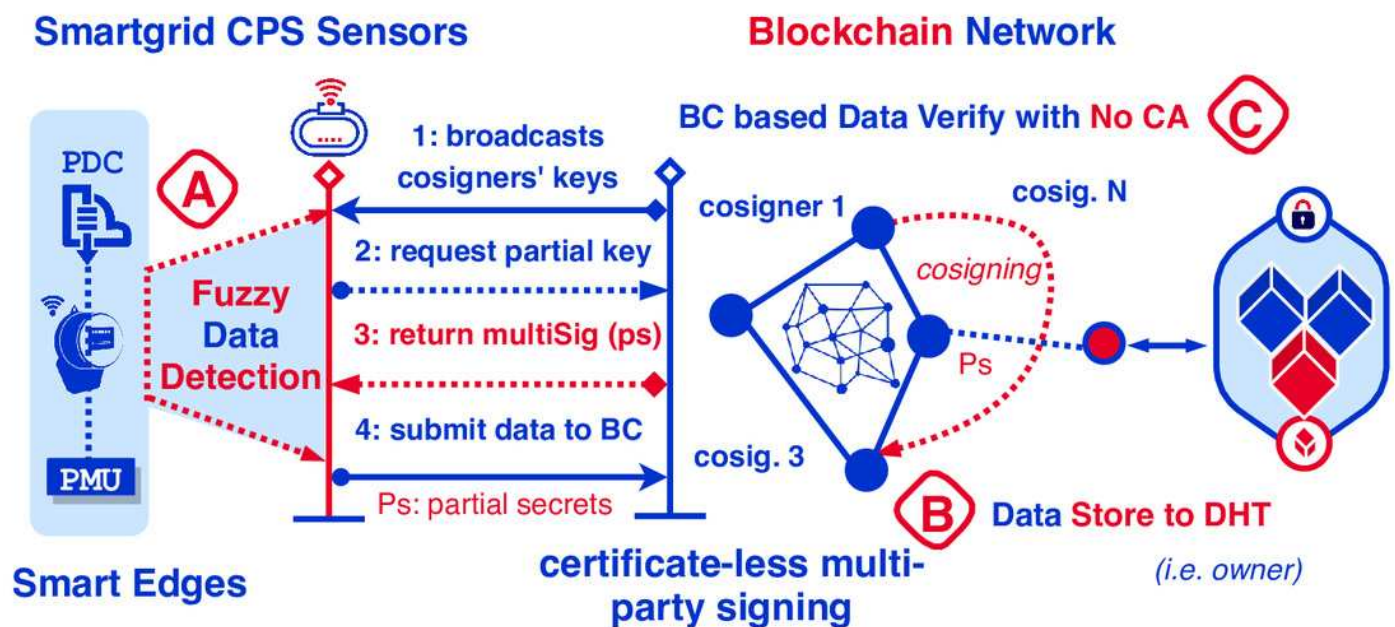 Smartgrid CPS Sensors
Blockchain Network
BC based Data Verify with No CA
C
PDC
A
1: broadcasts
cosigners' keys
cosigner 1
cosig. N
2: request partial key
cosigning
Fuzzy
Data
Detection
3: return multiSig (ps)
Ps
4: submit data to BC
cosig. 3
PMU
Ps: partial secrets
B
Data Store to DHT
Smart Edges
certificate-less multi-
party signing
(i.e. owner)